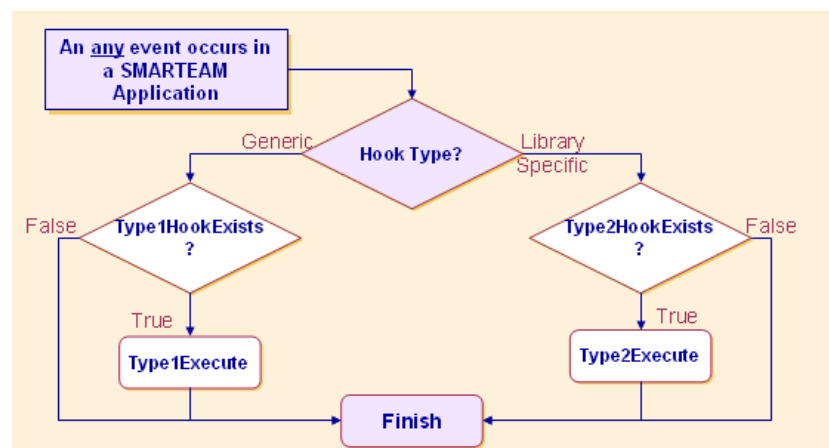 An any event occurs in
a SMARTEAM
Application
Hook Type?
Generic
Library
Specific
False
Type1HookExists
?
Type2HookExists
?
False
True
True
Type1Execute
Type2Execute
Finish